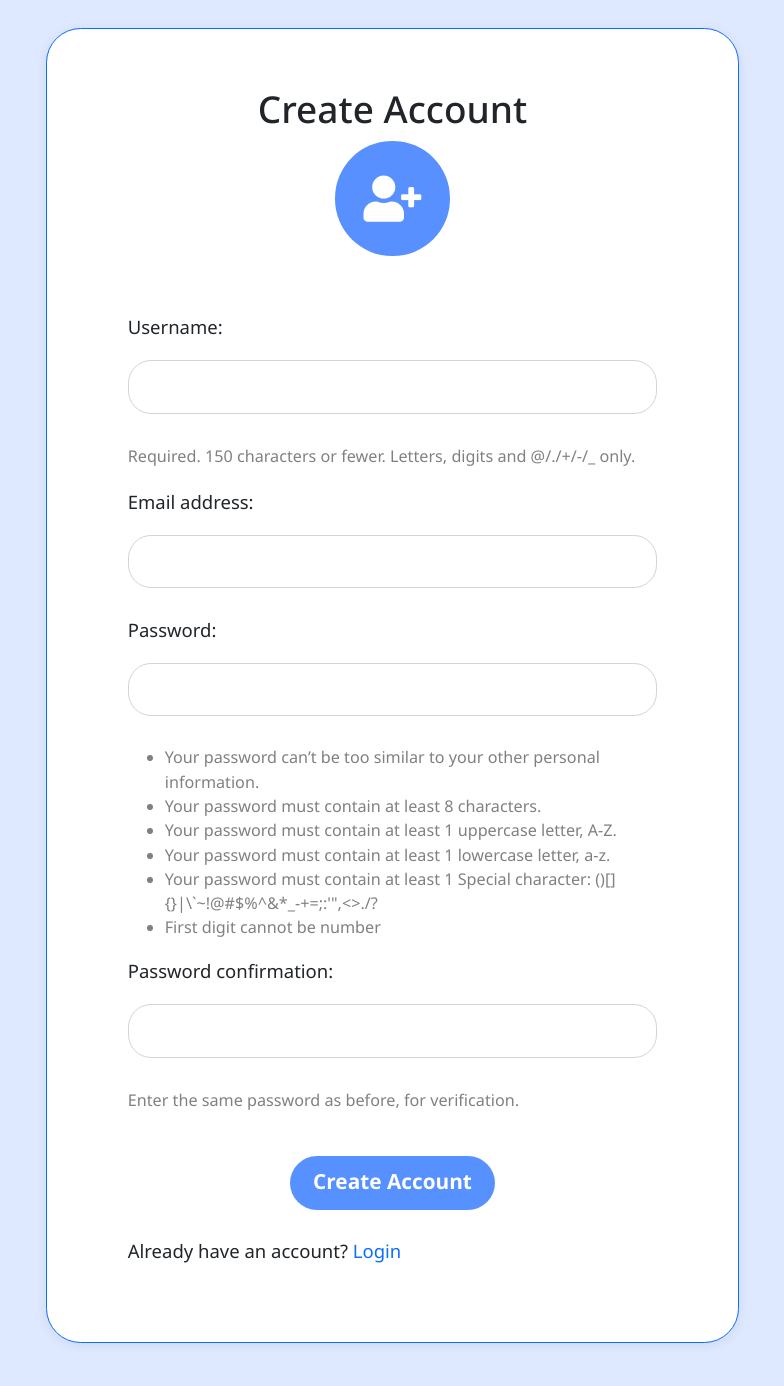 Create Account
Username:
Required. 150 characters or fewer. Letters, digits and @/./+/-/_ only.
Email address:
Password:
Your password can’t be too similar to your other personal
information.
Your password must contain at least 8 characters.
Your password must contain at least 1 uppercase letter, A-Z.
Your password must contain at least 1 lowercase letter, a-z.
Your password must contain at least 1 Special character: ()[]
{}|\`~!@#$%^&*_-+=;:'",<>./?
First digit cannot be number
Password confirmation:
Enter the same password as before, for verification.
Create Account
Already have an account? Login